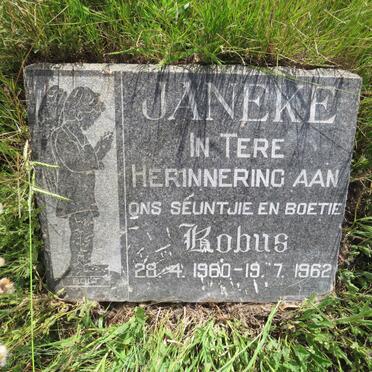 JANEKE
IN TERE
HERINNERING AAN
ONS SEUNTJIE EN BOETIE
Kobus
28. 4. 1960 - 19. 7. 1962